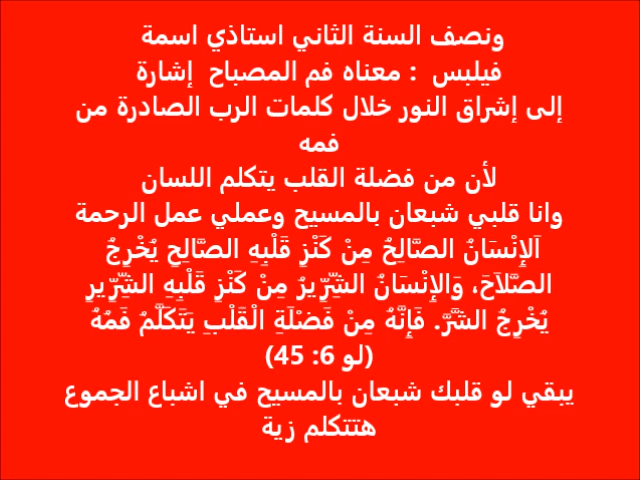 ونصف السنة الثاني استاذي اسمة
فيلبس : معناه فم المصباح إشارة
إلى إشراق النور خلال كلمات الرب الصادرة من
فمه
لأن من فضلة القلب يتكلم اللسان
وانا قلبي شبعان بالمسيح وعملي عمل الرحمة
اَلإِنْسَانُ الصَّالِحُ مِنْ كَنْزِ قَلْبِهِ الصَّالِحِ يُخْرِجُ
الصَّلاَحَ، وَالإِنْسَانُ الشِّرِّيرُ مِنْ كَنْزِ قَلْبِهِ الشِّرِّيرِ
يُخْرِجُ الشَّرَّ. فَإِنَّهُ مِنْ فَضْلَةِ الْقَلْبِ يَتَكَلَّمُ فَمُهُ
(لو 6: 45)
يبقي لو قلبك شبعان بالمسيح في اشباع الجموع
هتتكلم زية